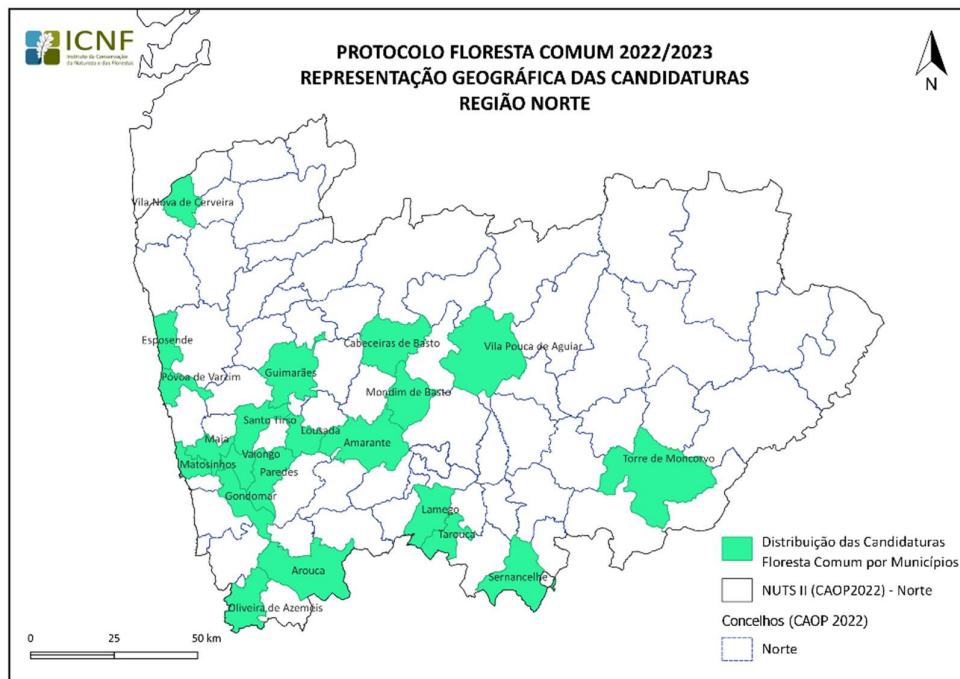 ICNF
Instituto da Conservação
da Natureza e das Florestas
PROTOCOLO FLORESTA COMUM 2022/2023
REPRESENTAÇÃO GEOGRÁFICA DAS CANDIDATURAS
REGIÃO NORTE
N
Vila Nova de Cerveira
Esposende
Cabeceiras de Basto
Vila Pouca de Aguiar
Póvoa de Varzim
Guimarães
Mondim de Basto
Santo Tirso
Lousada
Maia
Amarante
Valongo
Matosinhos
Paredes
Torre de Moncorvo
Gondomar
Lamego
Tarouca
Arouca
Sernancelhe
Oliveira de Azeméis
Distribuição das Candidaturas
Floresta Comum por Municípios
NUTS II (CAOP2022) - Norte
Concelhos (CAOP 2022)
Norte
0 25 50 km